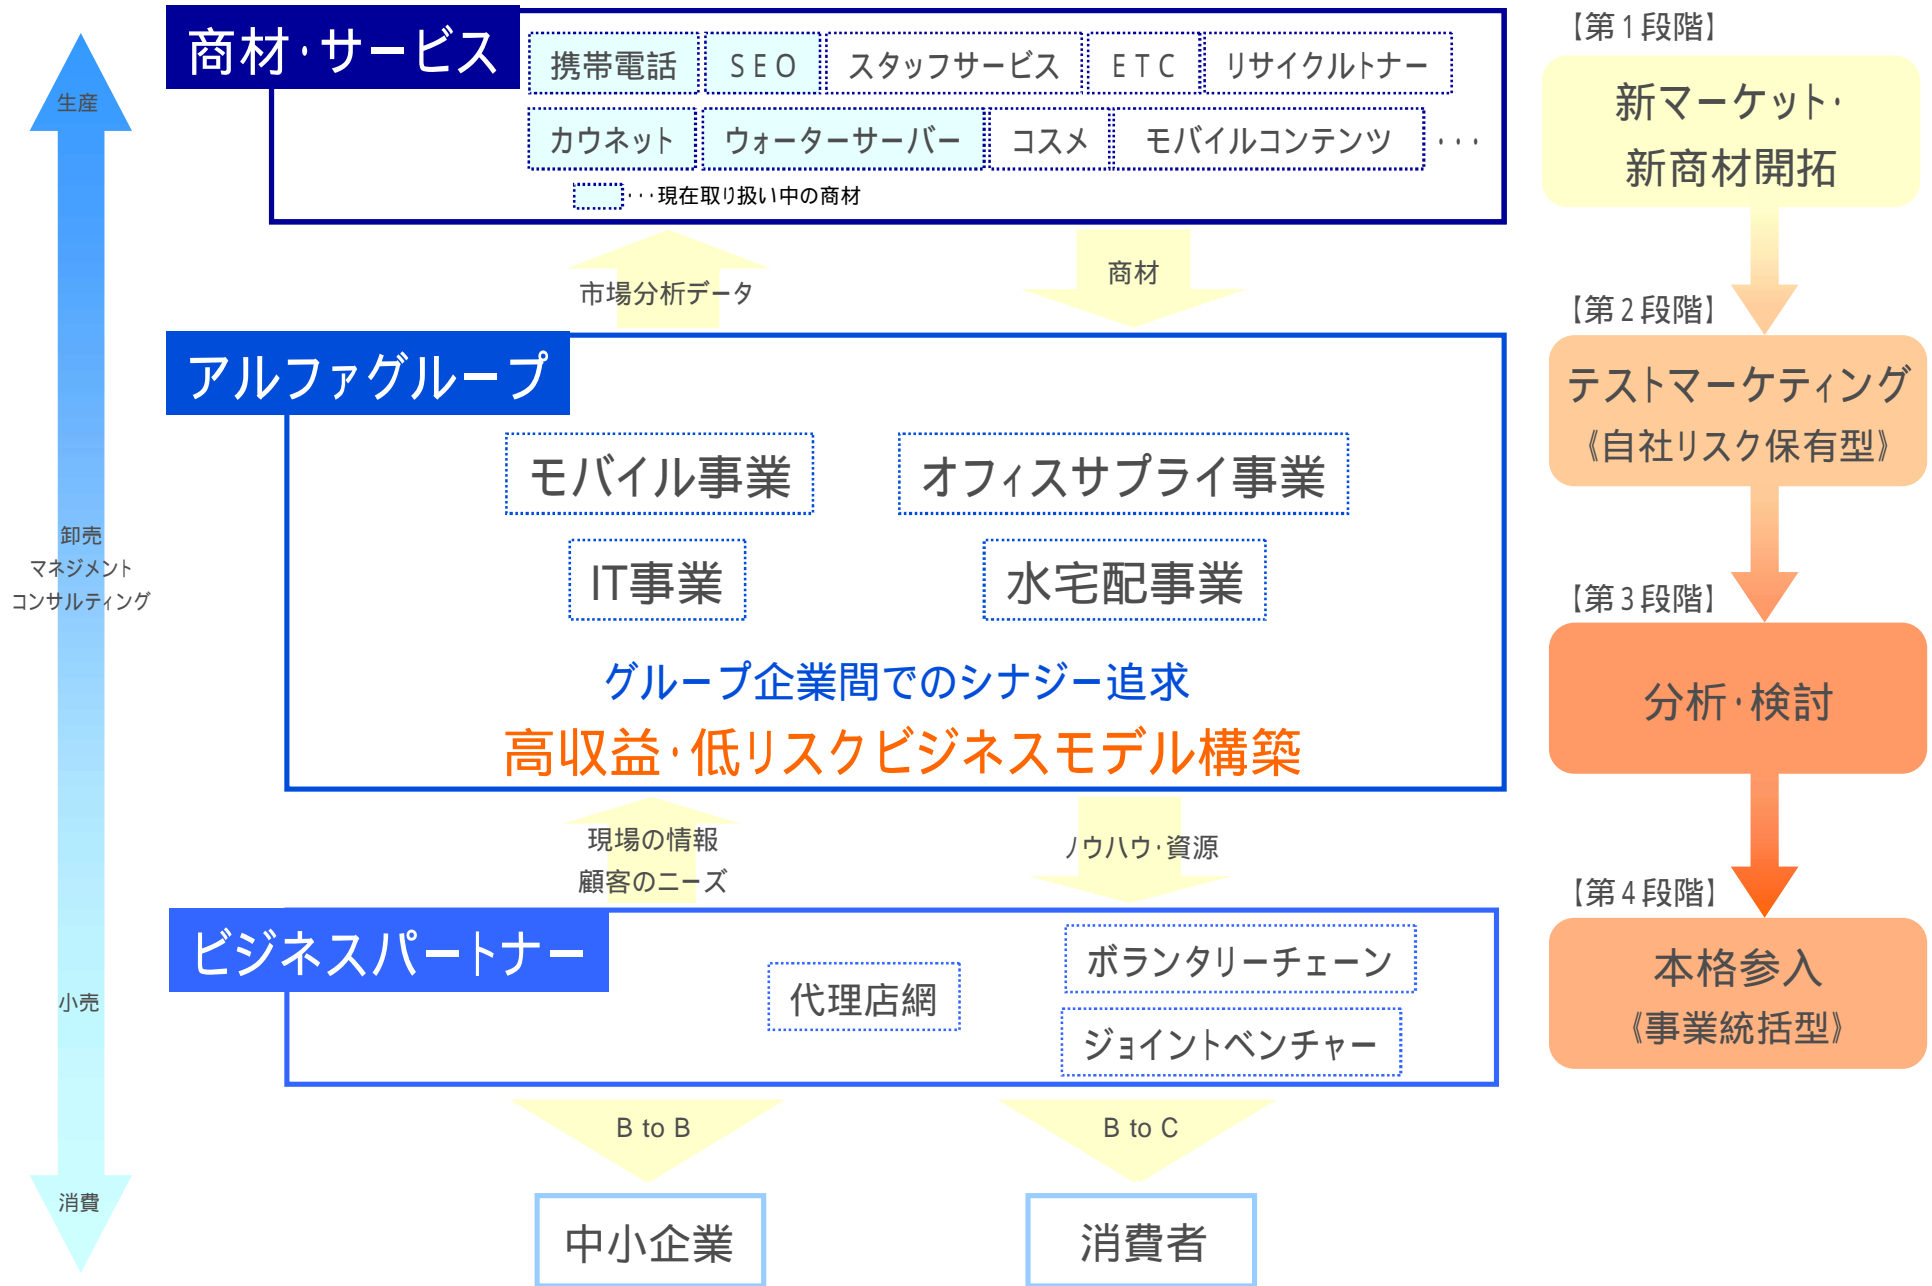 商材・サービス
携帯電話
SEO
スタッフサービス
ETC
リサイクルトナー
カウネット
ウォーターサーバー
コスメ
モバイルコンテンツ
・・・
・・・現在取り扱い中の商材
市場分析データ
商材
アルファグループ
モバイル事業
オフィスサプライ事業
IT事業
水宅配事業
グループ企業間でのシナジー追求
高収益・低リスクビジネスモデル構築
現場の情報
顧客のニーズ
ノウハウ・資源
ビジネスパートナー
代理店網
ボランタリーチェーン
ジョイントベンチャー
B to B
B to C
中小企業
消費者
生産
卸売
マネジメント
コンサルティング
小売
消費
【第1段階】
新マーケット・
新商材開拓
【第2段階】
テストマーケティング
《自社リスク保有型》
【第3段階】
分析・検討
【第4段階】
本格参入
《事業統括型》